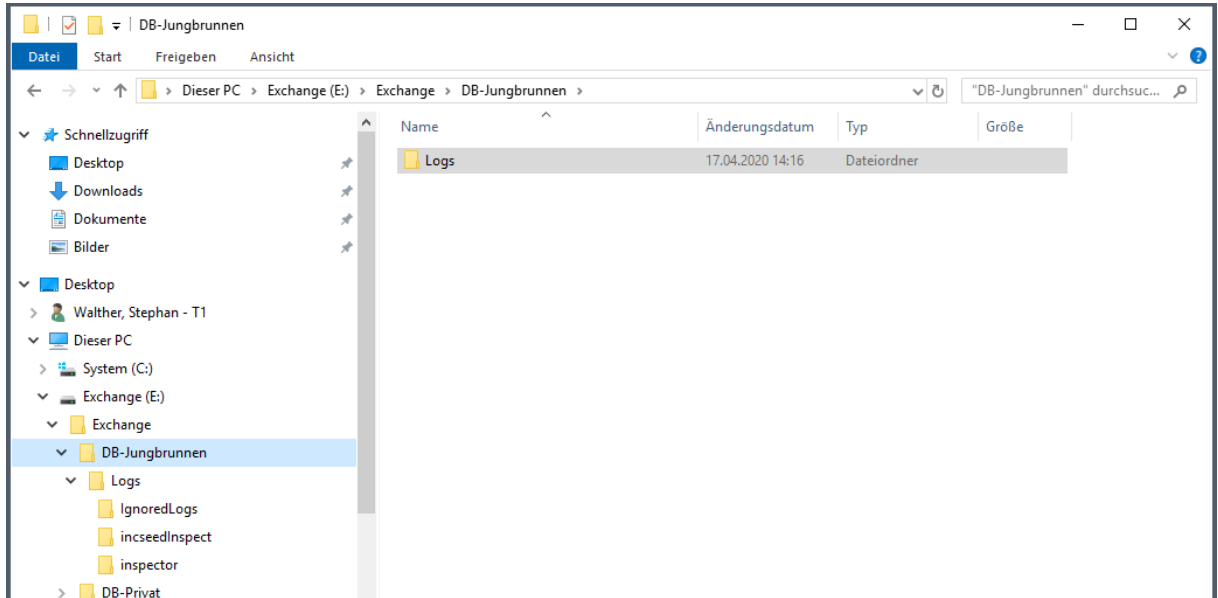 DB-Jungbrunnen
Datei Start Freigeben Ansicht
Dieser PC Exchange (E:) Exchange DB-Jungbrunnen "DB-Jungbrunnen" durchsuc...
Name Änderungsdatum Typ Größe
Logs 17.04.2020 14:16 Dateiordner
Schnellzugriff
Desktop
Downloads
Dokumente
Bilder
Desktop
Walther, Stephan - T1
Dieser PC
System (C:)
Exchange (E:)
Exchange
DB-Jungbrunnen
Logs
IgnoredLogs
incseedInspect
inspector
DB-Privat